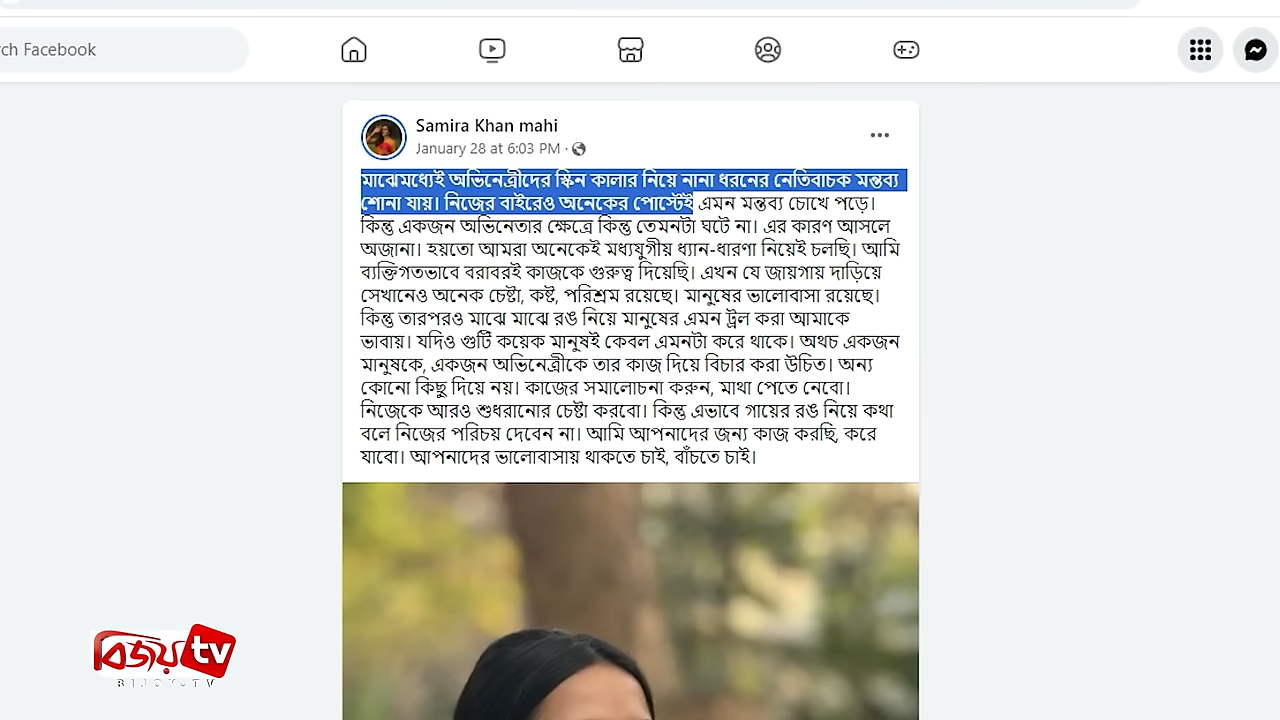 ch Facebook
Samira Khan mahi
January 28 at 6:03 PM
মাঝেমধ্যেই অভিনেত্রীদের স্কিন কালার নিয়ে নানা ধরনের নেতিবাচক মন্তব্য
শোনা যায়। নিজের বাইরেও অনেকের পোস্টেই এমন মন্তব্য চোখে পড়ে।
কিন্তু একজন অভিনেতার ক্ষেত্রে কিন্তু তেমনটা ঘটে না। এর কারণ আসলে
অজানা। হয়তো আমরা অনেকেই মধ্যযুগীয় ধ্যান-ধারণা নিয়েই চলছি। আমি
ব্যক্তিগতভাবে বরাবরই কাজকে গুরুত্ব দিয়েছি। এখন যে জায়গায় দাড়িয়ে
সেখানেও অনেক চেষ্টা, কষ্ট, পরিশ্রম রয়েছে। মানুষের ভালোবাসা রয়েছে।
কিন্তু তারপরও মাঝে মাঝে রঙ নিয়ে মানুষের এমন ট্রল করা আমাকে
ভাবায়। যদিও গুটি কয়েক মানুষই কেবল এমনটা করে থাকে। অথচ একজন
মানুষকে, একজন অভিনেত্রীকে তার কাজ দিয়ে বিচার করা উচিত। অন্য
কোনো কিছু দিয়ে নয়। কাজের সমালোচনা করুন, মাথা পেতে নেবো।
নিজেকে আরও শুধরানোর চেষ্টা করবো। কিন্তু এভাবে গায়ের রঙ নিয়ে কথা
বলে নিজের পরিচয় দেবেন না। আমি আপনাদের জন্য কাজ করছি, করে
যাবো। আপনাদের ভালোবাসায় থাকতে চাই, বাঁচতে চাই।
বিজয় tv
BIJOY TV